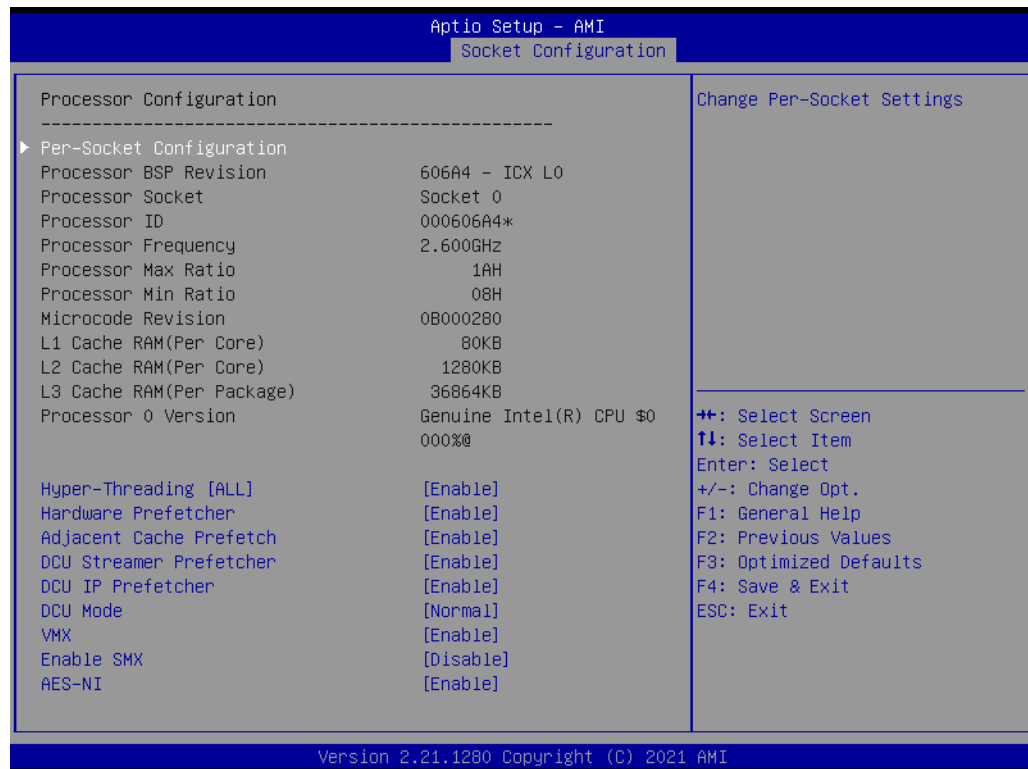 Aptio Setup – AMI
Socket Configuration
Processor Configuration
--------------------------------------------------
Per-Socket Configuration
Processor BSP Revision 606A4 – ICX L0
Processor Socket Socket 0
Processor ID 000606A4*
Processor Frequency 2.600GHz
Processor Max Ratio 1AH
Processor Min Ratio 08H
Microcode Revision 0B000280
L1 Cache RAM(Per Core) 80KB
L2 Cache RAM(Per Core) 1280KB
L3 Cache RAM(Per Package) 36864KB
Processor 0 Version Genuine Intel(R) CPU $0
000%@
Hyper-Threading [ALL] [Enable]
Hardware Prefetcher [Enable]
Adjacent Cache Prefetch [Enable]
DCU Streamer Prefetcher [Enable]
DCU IP Prefetcher [Enable]
DCU Mode [Normal]
VMX [Enable]
Enable SMX [Disable]
AES-NI [Enable]
Change Per-Socket Settings
→←: Select Screen
↑↓: Select Item
Enter: Select
+/-: Change Opt.
F1: General Help
F2: Previous Values
F3: Optimized Defaults
F4: Save & Exit
ESC: Exit
Version 2.21.1280 Copyright (C) 2021 AMI